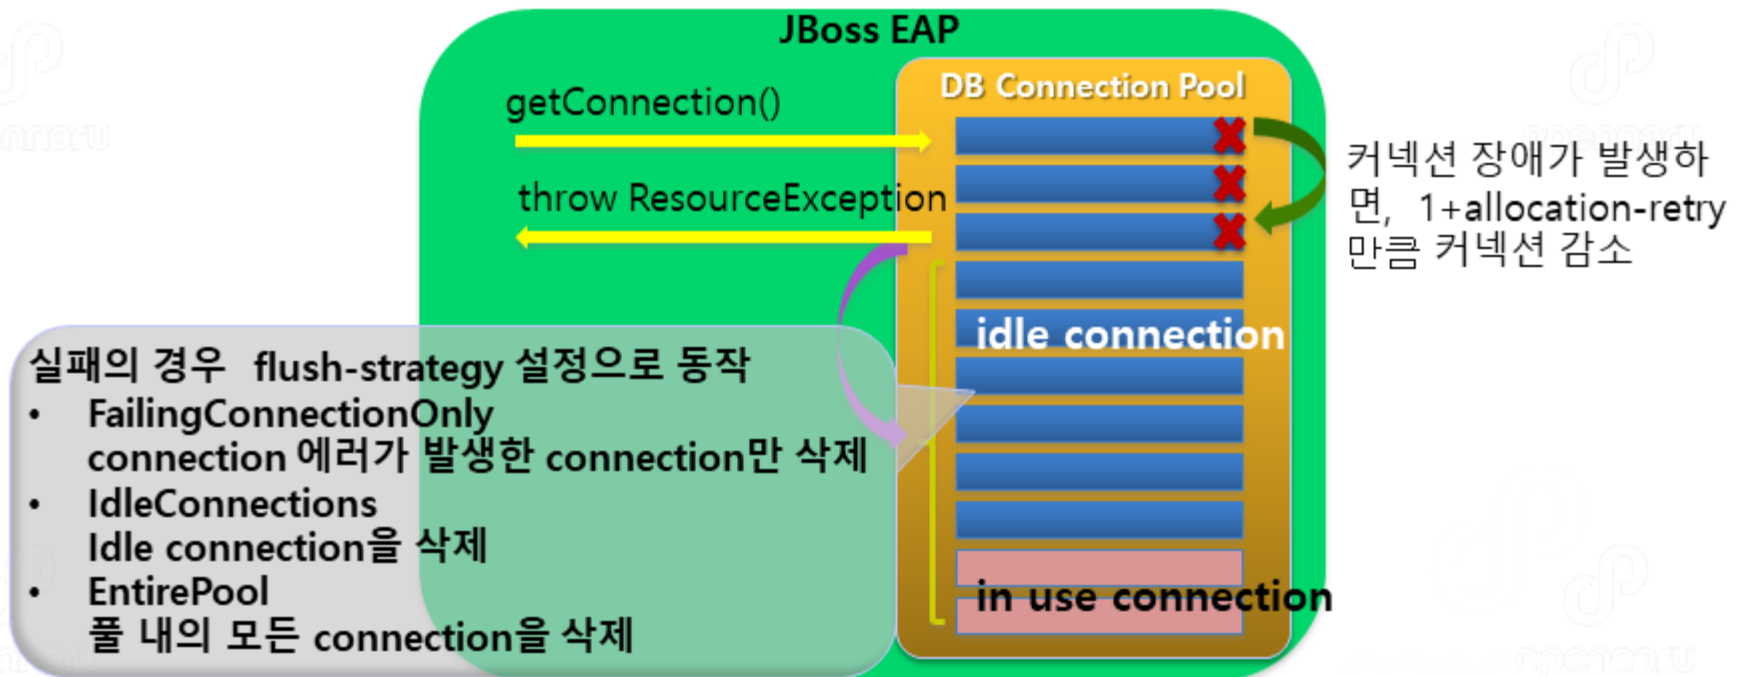 JBoss EAP
DB Connection Pool
getConnection()
throw ResourceException
커넥션 장애가 발생하
면, 1+allocation-retry
만큼 커넥션 감소
idle connection
in use connection
실패의 경우 flush-strategy 설정으로 동작
• FailingConnectionOnly
connection 에러가 발생한 connection만 삭제
• IdleConnections
Idle connection을 삭제
• EntirePool
풀 내의 모든 connection을 삭제
opennaru
opennaru